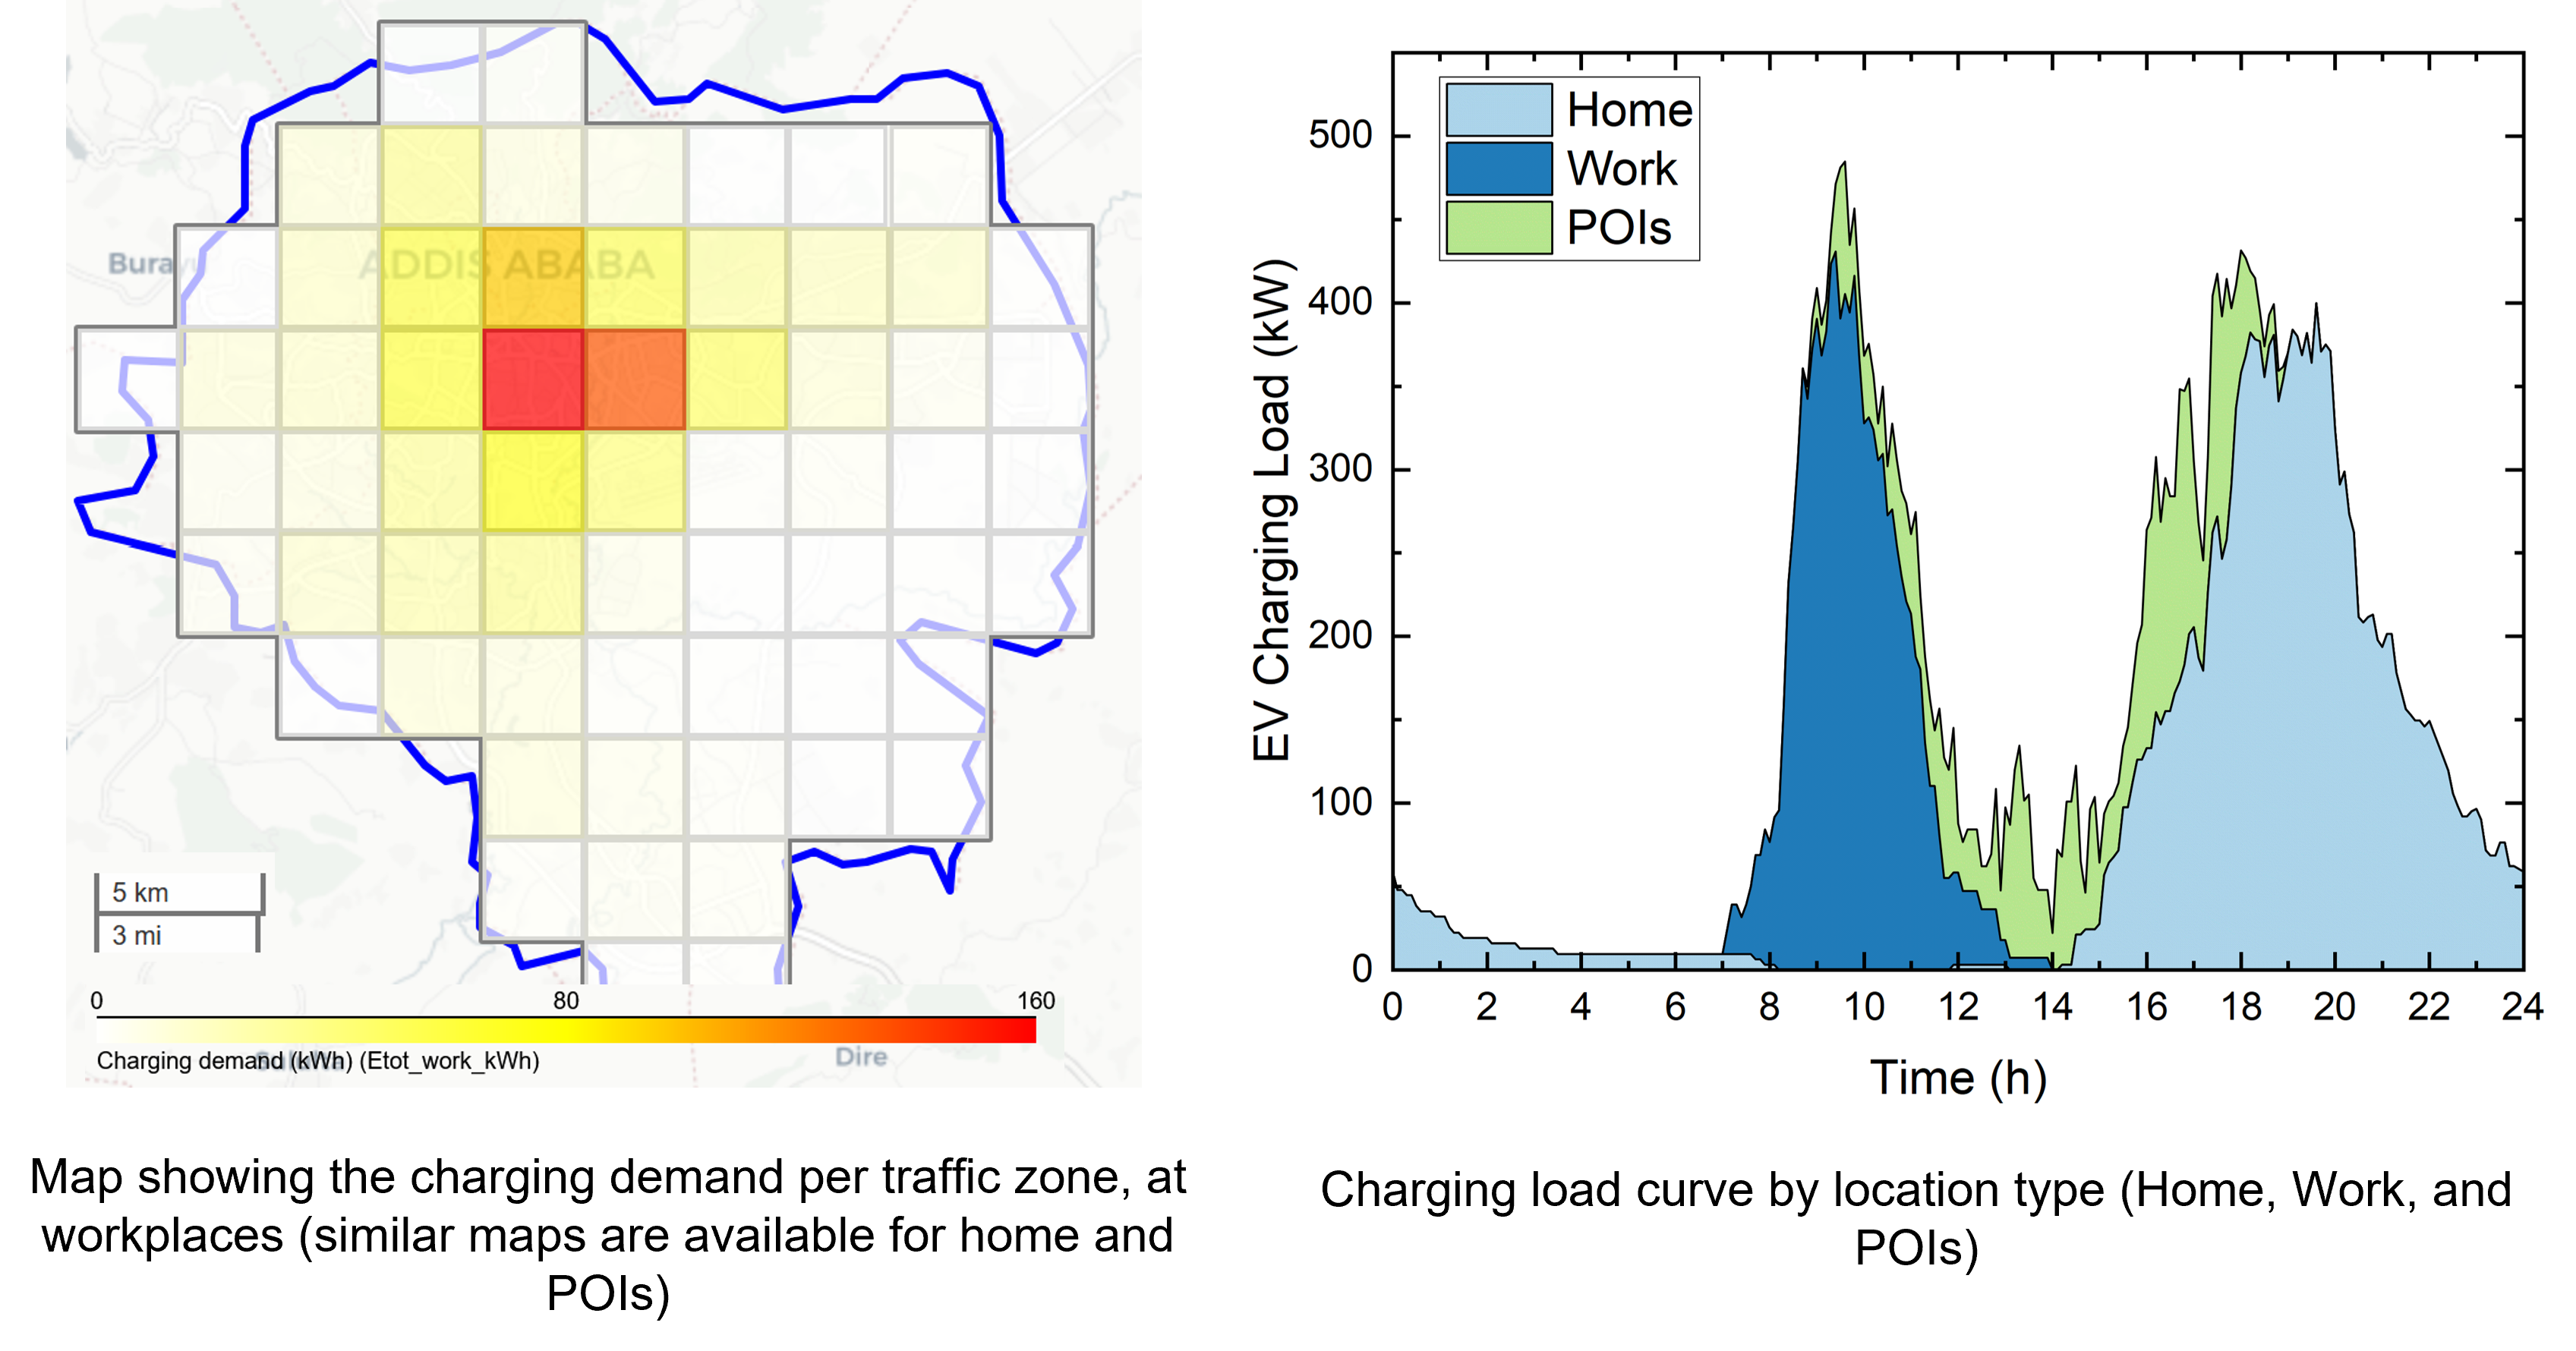 Bura
ADDIS ABABA
5 km
3 mi
0 80 160
Charging demand (kWh) (Etot_work_kWh)
Dire
Map showing the charging demand per traffic zone, at
workplaces (similar maps are available for home and
POIs)
Home
Work
POIs
EV Charging Load (kW)
500
400
300
200
100
0
0 2 4 6 8 10 12 14 16 18 20 22 24
Time (h)
Charging load curve by location type (Home, Work, and
POIs)